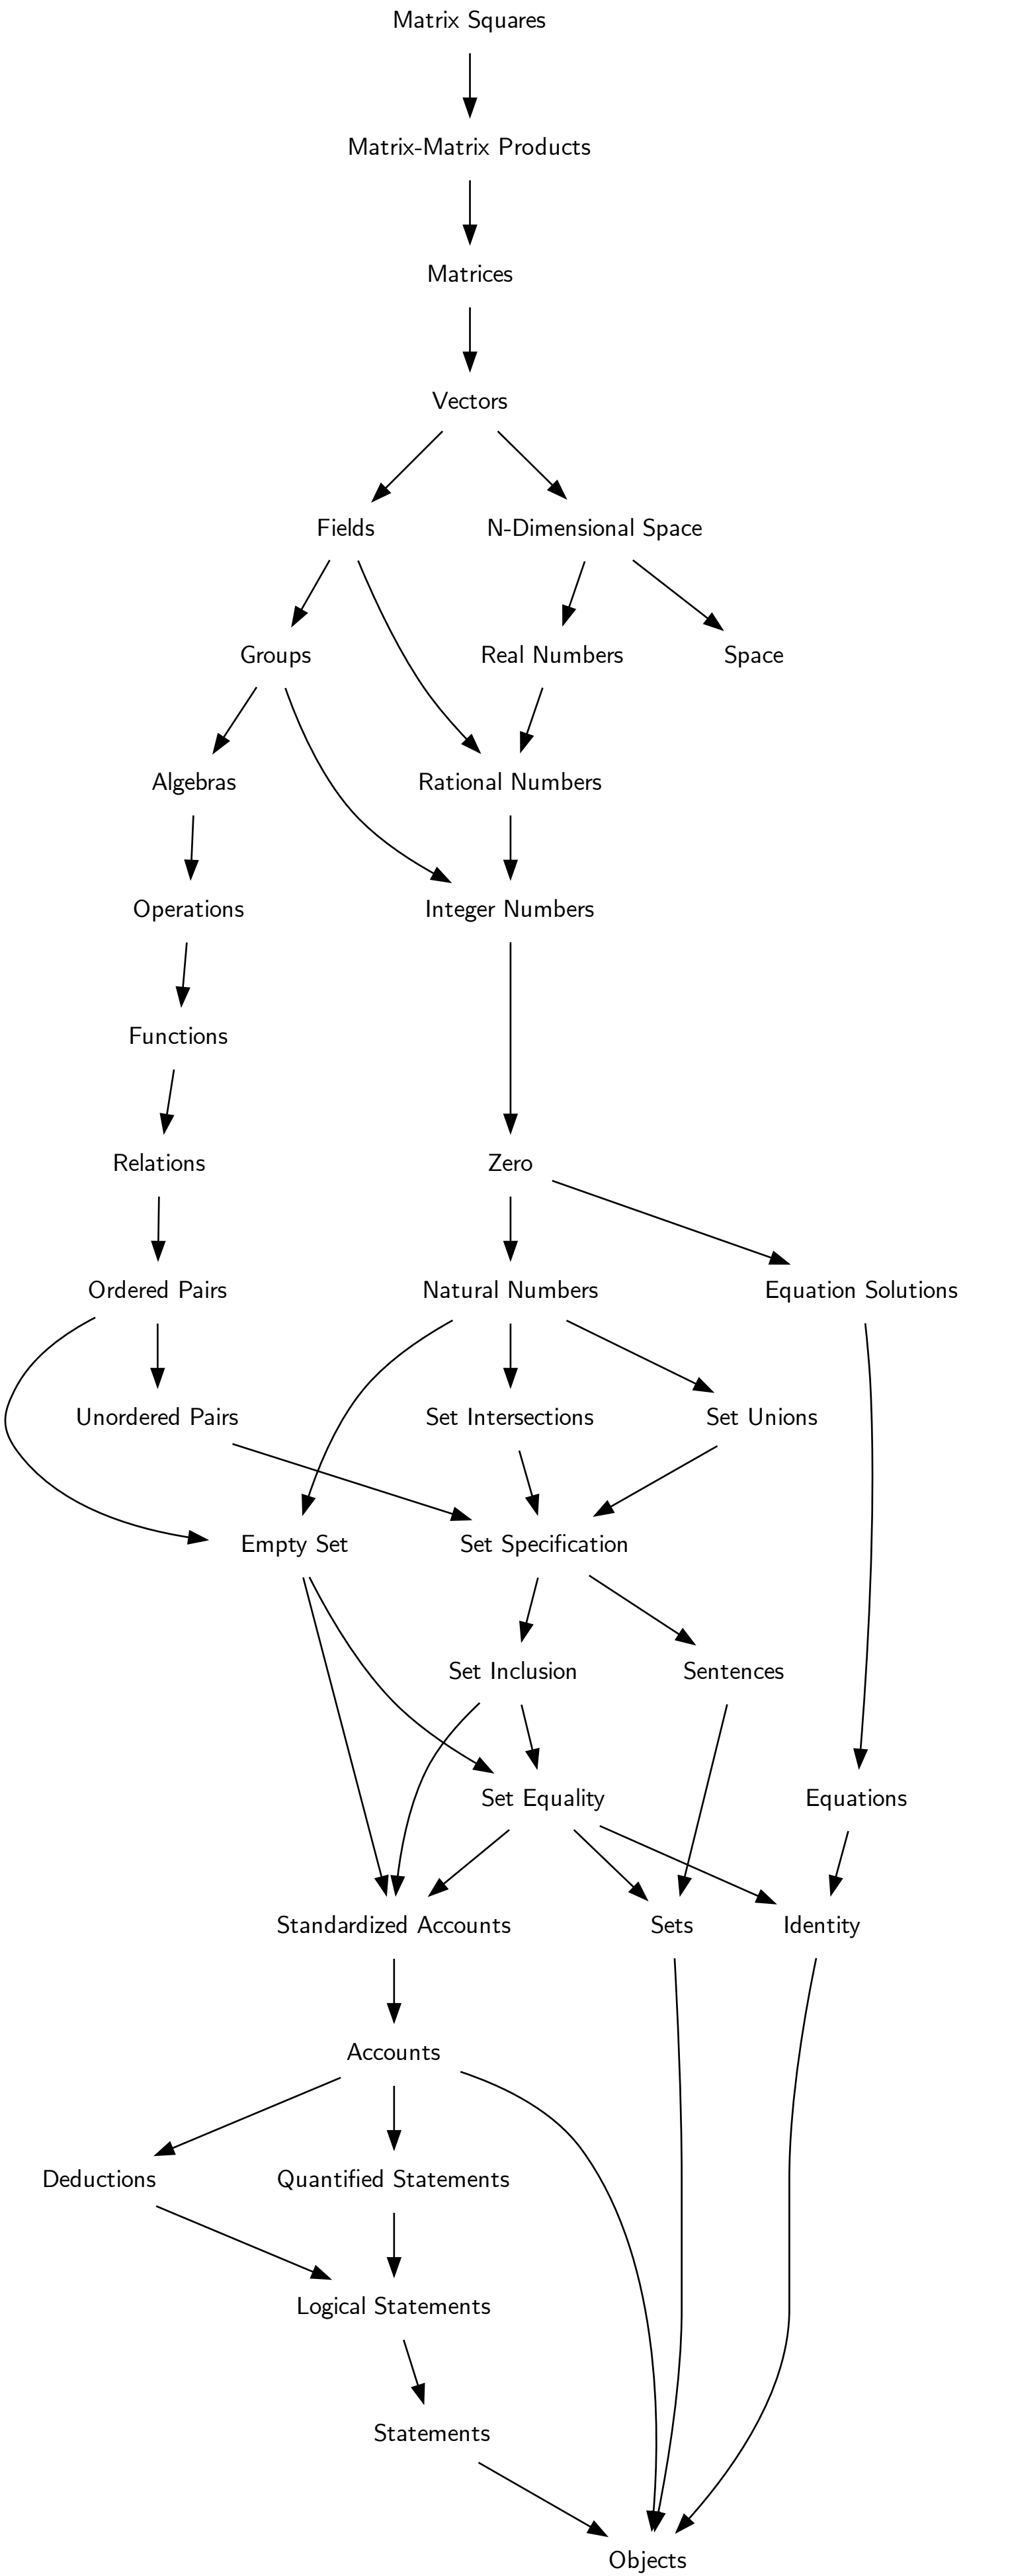 Matrix Squares
Matrix-Matrix Products
Matrices
Vectors
Fields
N-Dimensional Space
Groups
Real Numbers
Space
Algebras
Rational Numbers
Operations
Integer Numbers
Functions
Relations
Zero
Ordered Pairs
Natural Numbers
Equation Solutions
Unordered Pairs
Set Intersections
Set Unions
Empty Set
Set Specification
Set Inclusion
Sentences
Set Equality
Equations
Standardized Accounts
Sets
Identity
Accounts
Deductions
Quantified Statements
Logical Statements
Statements
Objects